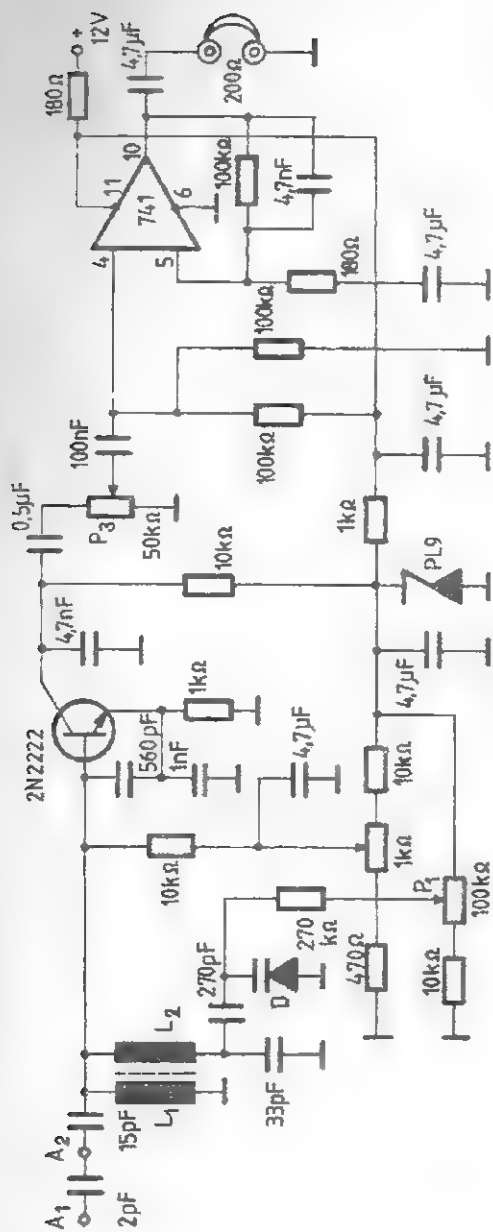 A1
2pF
A2
15pF
L1
L2
33pF
270pF
D
270
kΩ
P1
100kΩ
10kΩ
470Ω
1kΩ
10kΩ
10kΩ
4,7µF
560pF
1nF
1kΩ
2N2222
4,7nF
0,5µF
P3
50kΩ
100nF
10kΩ
4,7µF
PL9
1kΩ
4,7µF
100kΩ
100kΩ
180Ω
4,7µF
4
5
741
11
10
6
100kΩ
4,7nF
180Ω
+
12V
4,7µF
200Ω